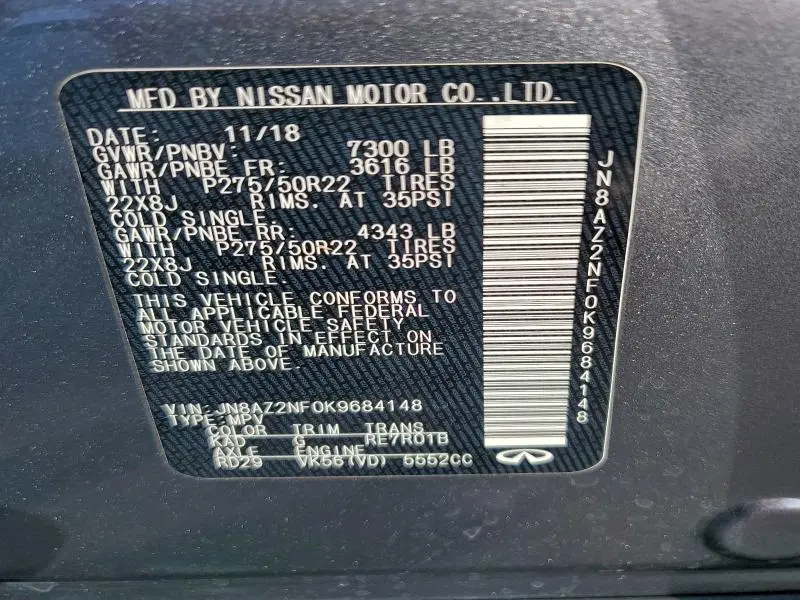 MFD BY NISSAN MOTOR CO.,LTD.
DATE: 11/18
GVWR/PNBV: 7300 LB
GAWR/PNBE FR: 3616 LB
WITH P275/50R22 TIRES
22X8J RIMS. AT 35PSI
COLD SINGLE.
GAWR/PNBE RR: 4343 LB
WITH P275/50R22 TIRES
22X8J RIMS. AT 35PSI
COLD SINGLE.
THIS VEHICLE CONFORMS TO
ALL APPLICABLE FEDERAL
MOTOR VEHICLE SAFETY
STANDARDS IN EFFECT ON
THE DATE OF MANUFACTURE
SHOWN ABOVE.
VIN: JN8AZ2NF0K9684148
TYPE: MPV
COLOR TRIM TRANS
KAD G RE7R01B
AXLE ENGINE
RD29 VK56(VD) 5552CC
JN8AZ2NF0K9684148